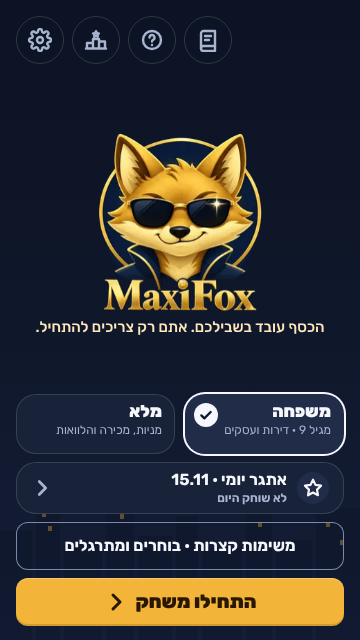 MaxiFox
הכסף עובד בשבילכם. אתם רק צריכים להתחיל.
משפחה
מגיל 9 • דירות ועסקים
מלא
מניות, מכירה והלוואות
אתגר יומי • 15.11
לא שוחק היום
משימות קצרות • בוחרים ומתרגלים
התחילו משחק